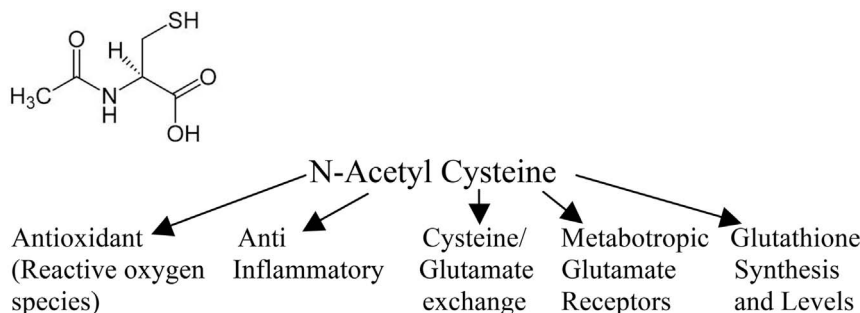 SH
O
H
O
H₃C
N
H
OH
N-Acetyl Cysteine
Antioxidant
(Reactive oxygen
species)
Anti
Inflammatory
Cysteine/
Glutamate
exchange
Metabotropic
Glutamate
Receptors
Glutathione
Synthesis
and Levels